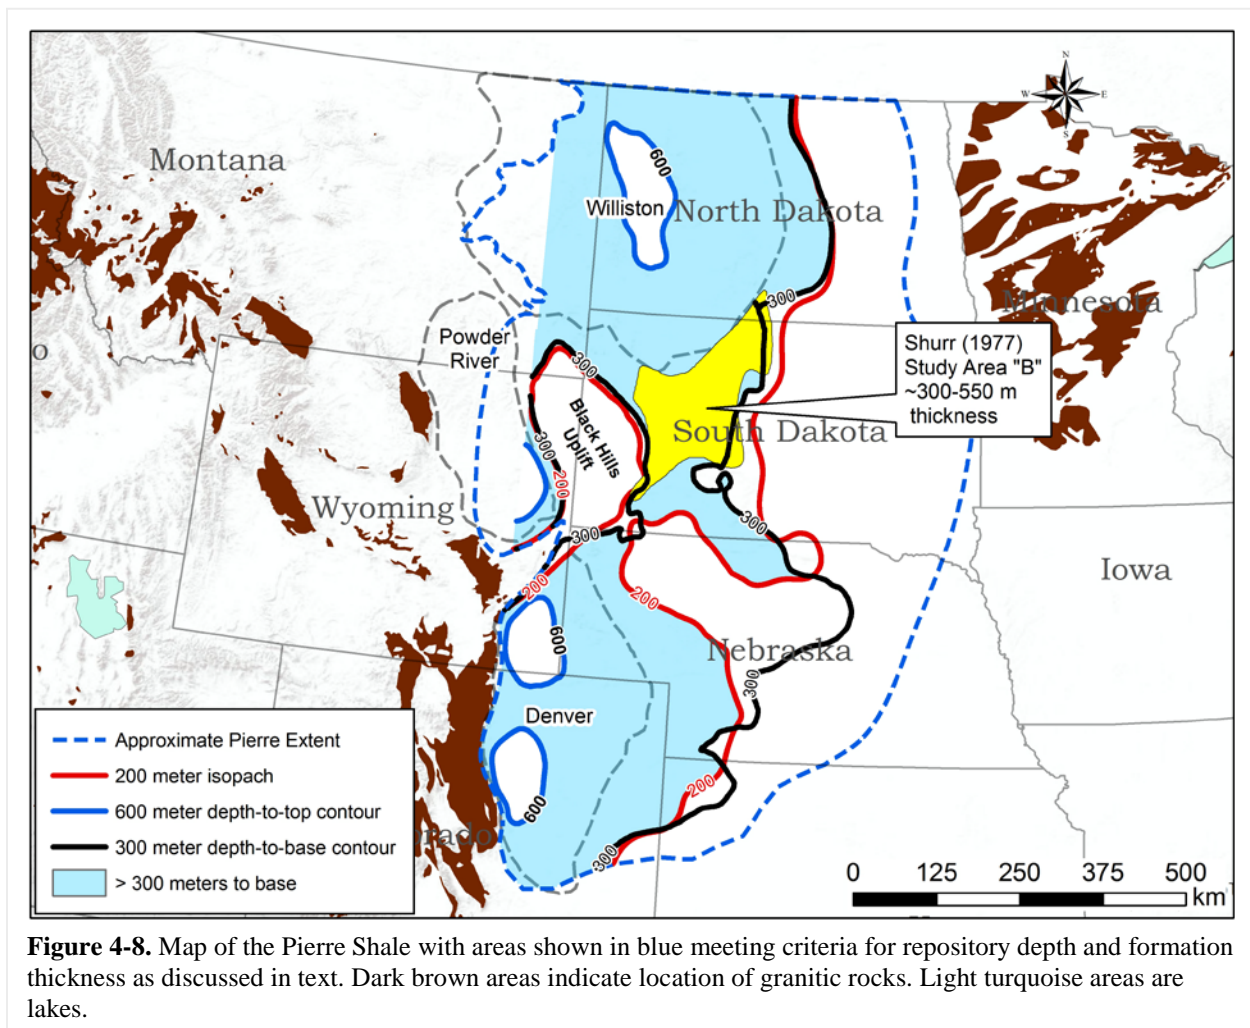 N
W
E
S
Montana
600
Williston
North Dakota
Minnesota
300
o
Powder
River
300
Shurr (1977)
Study Area "B"
~300-550 m
thickness
Black Hills
Uplift
South Dakota
300
200
Wyoming
300
300
200
200
Iowa
600
Nebraska
300
Denver
200
600
rado
300
Approximate Pierre Extent
200 meter isopach
600 meter depth-to-top contour
300 meter depth-to-base contour
> 300 meters to base
0 125 250 375 500
km
Figure 4-8. Map of the Pierre Shale with areas shown in blue meeting criteria for repository depth and formation
thickness as discussed in text. Dark brown areas indicate location of granitic rocks. Light turquoise areas are
lakes.